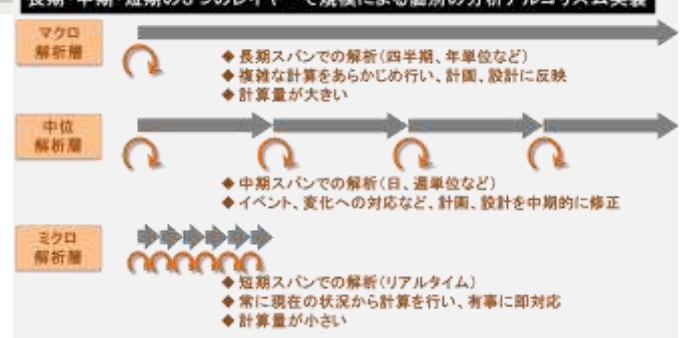 長期・中期・短期の3つのレイヤーで規模による個別の分析アルゴリズム実装
マクロ
解析層
◆長期スパンでの解析(四半期、年単位など)
◆複雑な計算をあらかじめ行い、計画、設計に反映
◆計算量が大きい
中位
解析層
◆中期スパンでの解析(日、週単位など)
◆イベント、変化への対応など、計画、設計を中期的に修正
ミクロ
解析層
◆短期スパンでの解析(リアルタイム)
◆常に現在の状況から計算を行い、有事に即対応
◆計算量が小さい